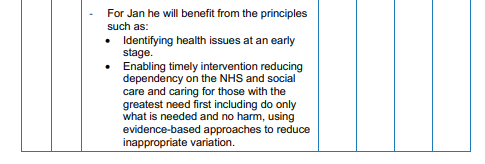 - For Jan he will benefit from the principles
such as:
• Identifying health issues at an early
stage.
• Enabling timely intervention reducing
dependency on the NHS and social
care and caring for those with the
greatest need first including do only
what is needed and no harm, using
evidence-based approaches to reduce
inappropriate variation.